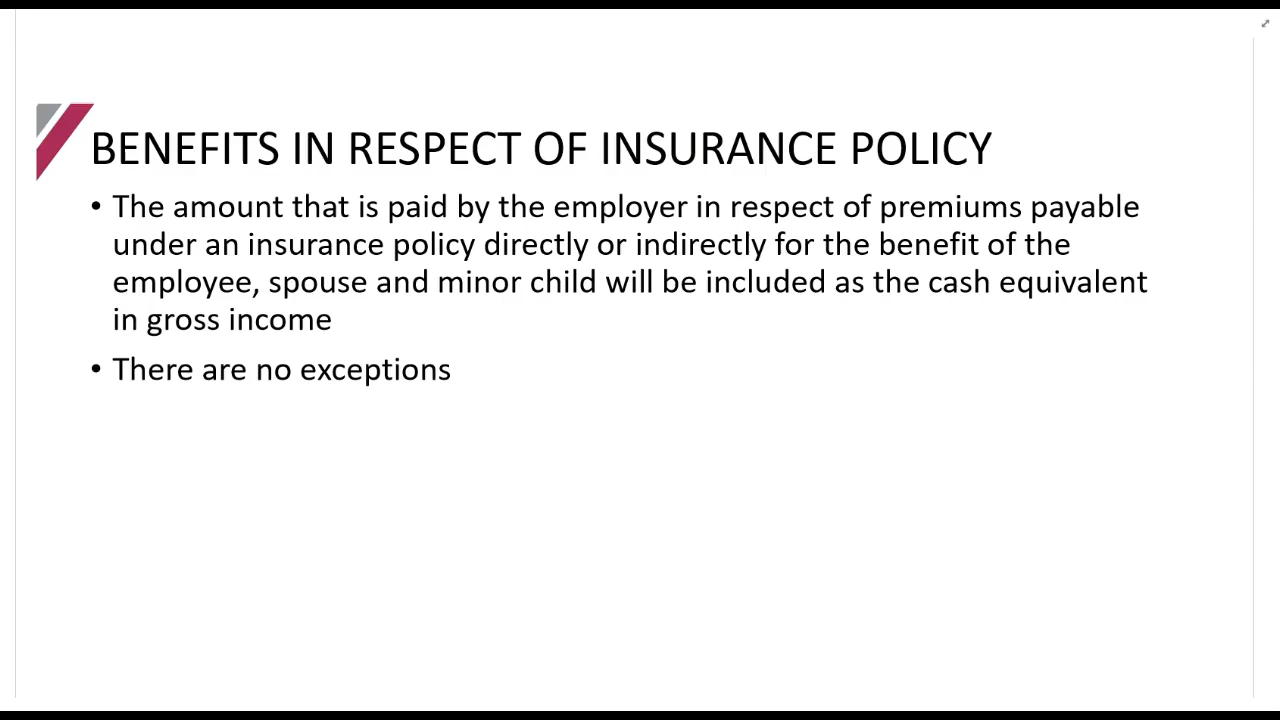 BENEFITS IN RESPECT OF INSURANCE POLICY
• The amount that is paid by the employer in respect of premiums payable
under an insurance policy directly or indirectly for the benefit of the
employee, spouse and minor child will be included as the cash equivalent
in gross income
• There are no exceptions